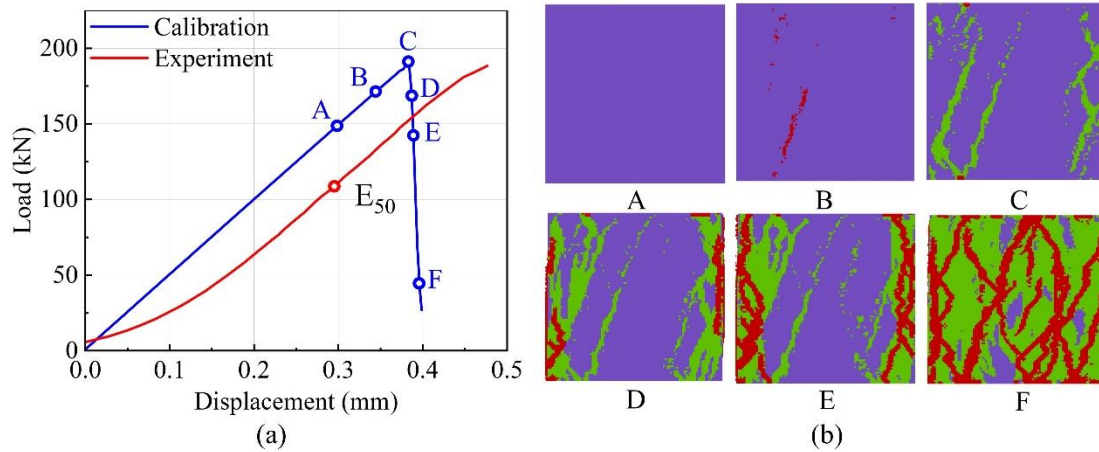 Calibration
Experiment
200
150
100
50
0
Load (kN)
A
B
C
D
E
F
E50
0.0 0.1 0.2 0.3 0.4 0.5
Displacement (mm)
(a)
A B C
D E F
(b)